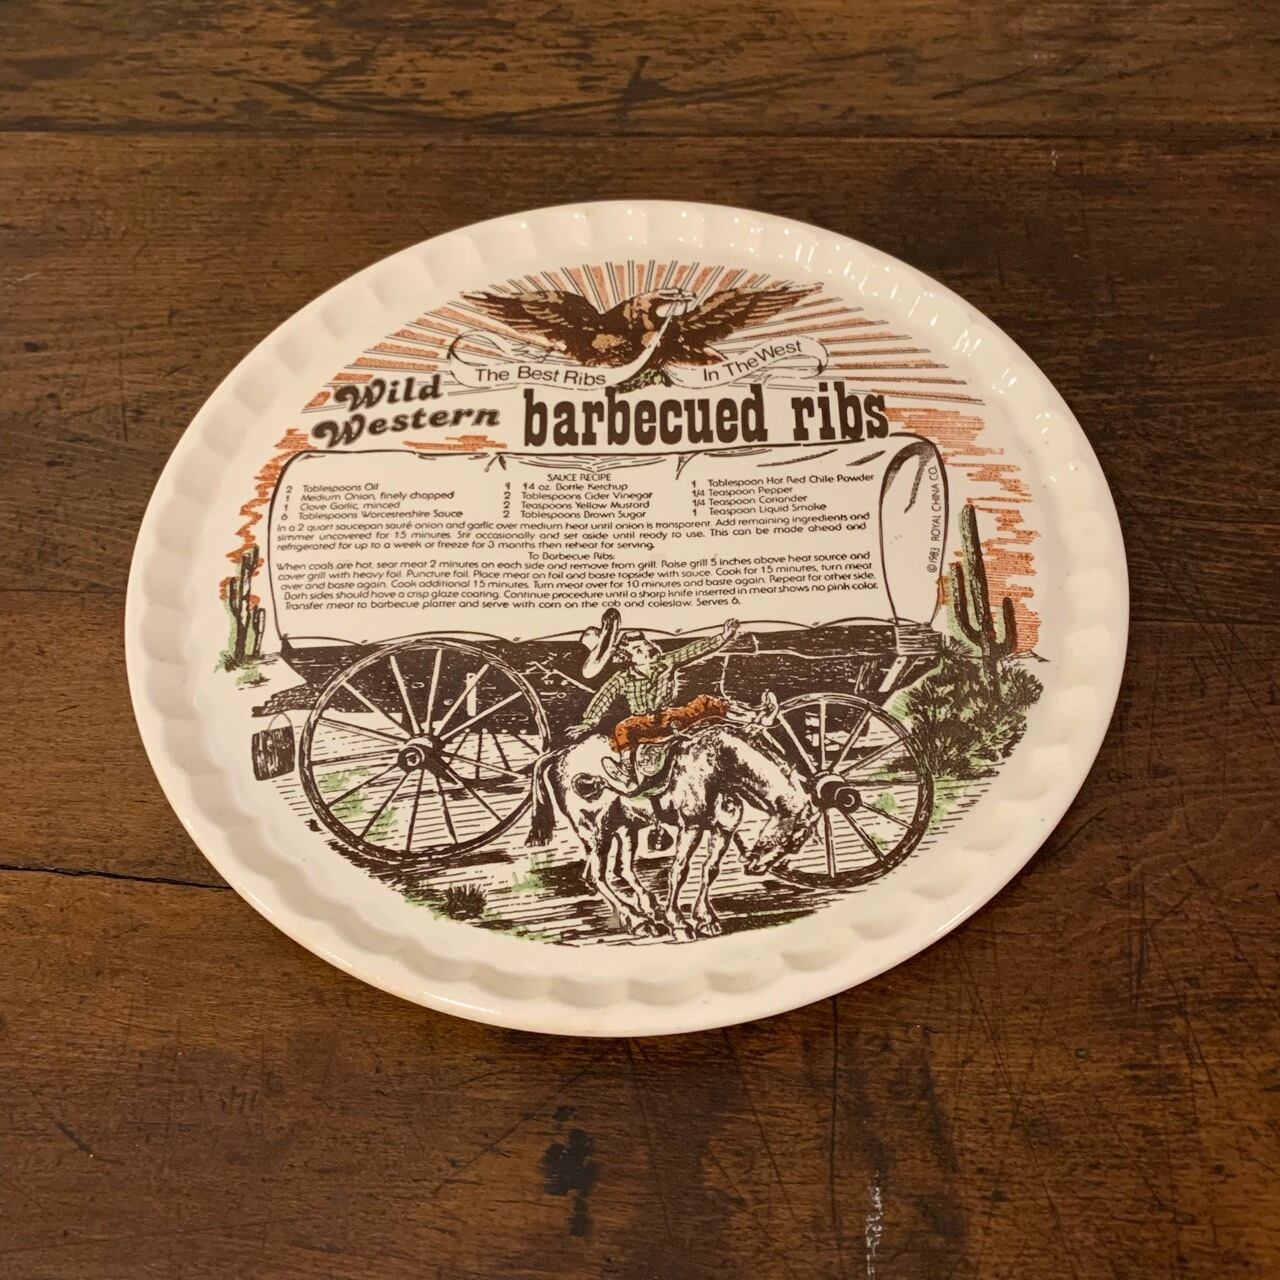 The Best Ribs In The West
Wild
Western
barbecued ribs
SAUCE RECIPE
2 Tablespoons Oil
1 Medium Onion, finely chopped
1 Clove Garlic, minced
6 Tablespoons Worcestershire Sauce
1 14 oz. Bottle Ketchup
2 Tablespoons Cider Vinegar
2 Teaspoons Yellow Mustard
2 Tablespoons Brown Sugar
1 Tablespoon Hot Red Chile Powder
1/4 Teaspoon Pepper
1/4 Teaspoon Coriander
1 Teaspoon Liquid Smoke
In a 2 quart saucepan sauté onion and garlic over medium heat until onion is transparent. Add remaining ingredients and
simmer uncovered for 15 minutes. Stir occasionally and set aside until ready to use. This can be made ahead and
refrigerated for up to a week or freeze for 3 months then reheat for serving.
To Barbecue Ribs:
When coals are hot, sear meat 2 minutes on each side and remove from grill. Raise grill 5 inches above heat source and
cover grill with heavy foil. Puncture foil. Place meat on foil and baste topside with sauce. Cook for 15 minutes, turn meat
over and baste again. Cook additional 15 minutes. Turn meat over for 10 minutes and baste again. Repeat for other side.
Both sides should have a crisp glaze coating. Continue procedure until a sharp knife inserted in meat shows no pink color.
Transfer meat to barbecue platter and serve with corn on the cob and coleslaw. Serves 6.
© 1983 ROYAL CHINA CO.